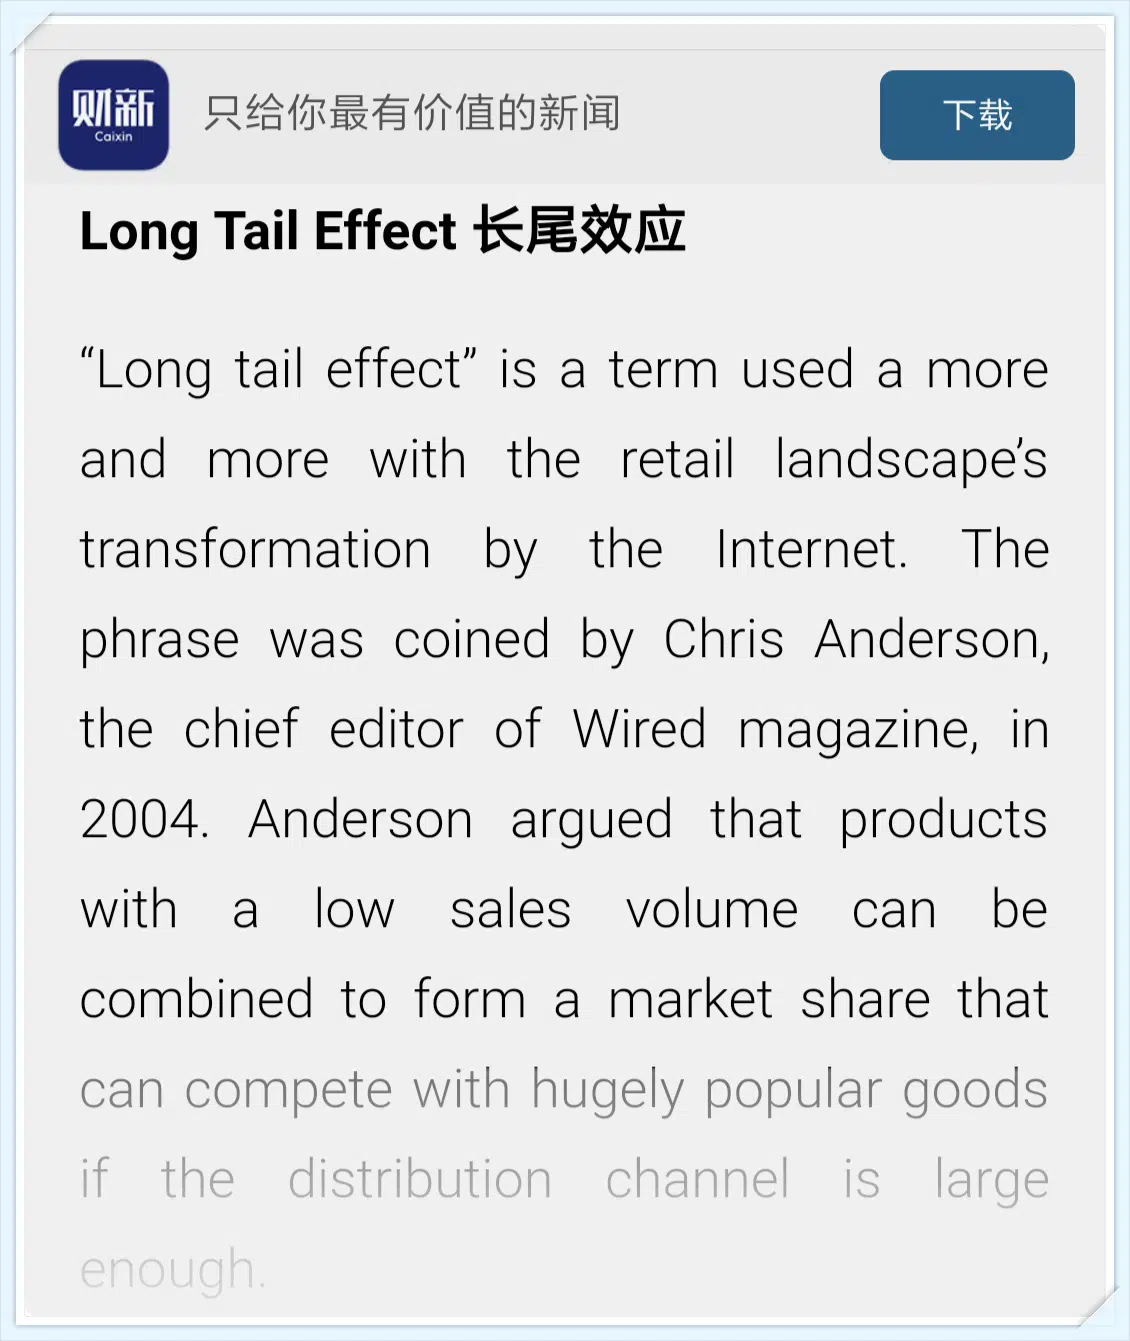 财新
Caixin
只给你最有价值的新闻
下载
Long Tail Effect 长尾效应
“Long tail effect” is a term used a more
and more with the retail landscape’s
transformation by the Internet. The
phrase was coined by Chris Anderson,
the chief editor of Wired magazine, in
2004. Anderson argued that products
with a low sales volume can be
combined to form a market share that
can compete with hugely popular goods
if the distribution channel is large
enough.